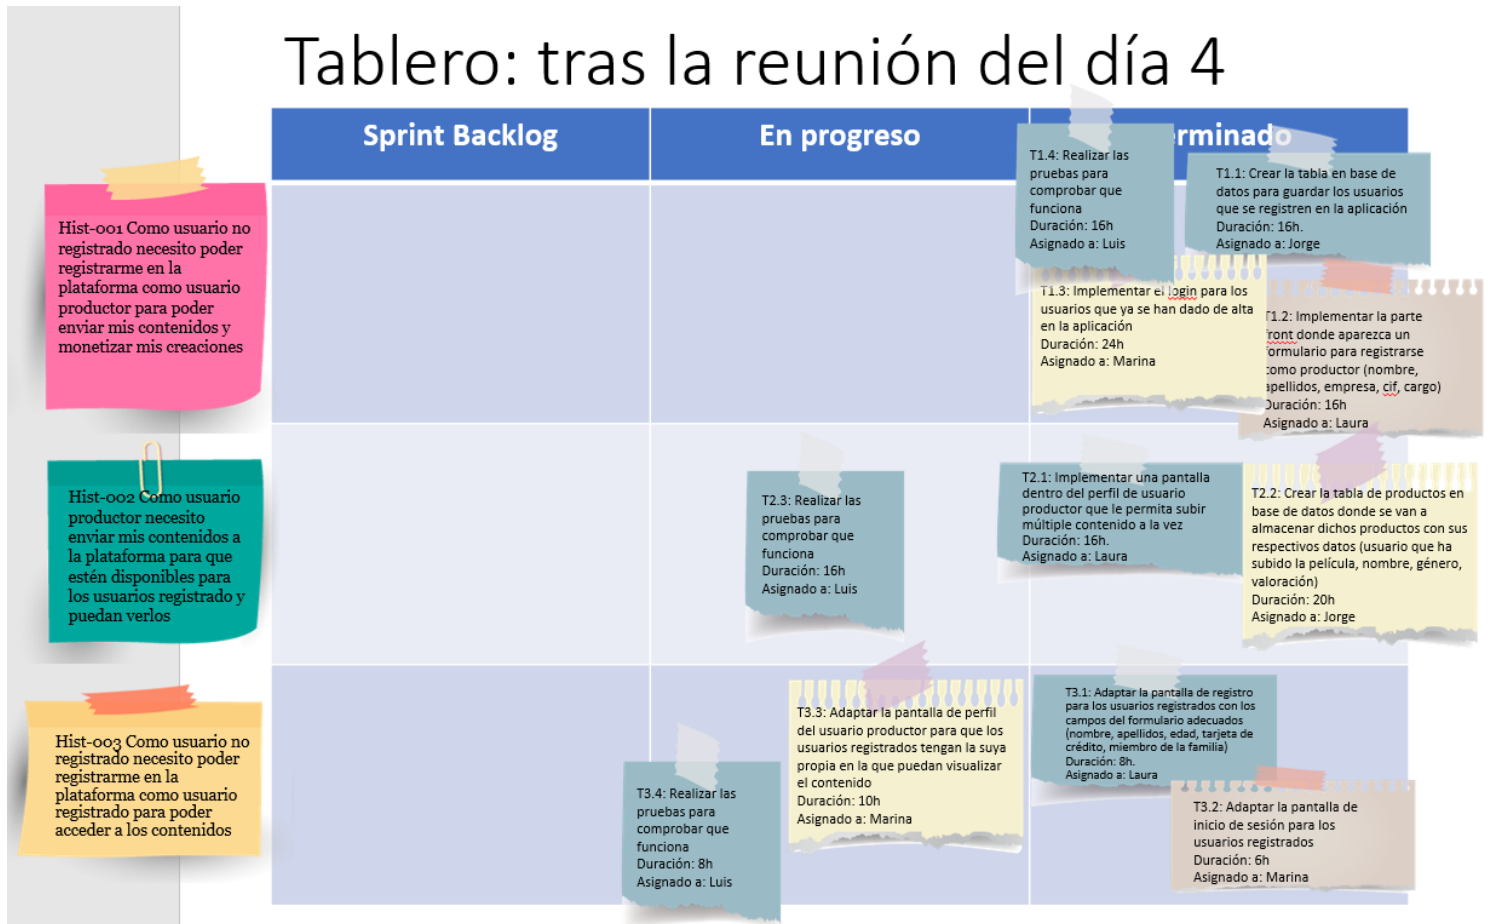 Tablero: tras la reunión del día 4
Sprint Backlog
En progreso
rminado
Hist-001 Como usuario no
registrado necesito poder
registrarme en la
plataforma como usuario
productor para poder
enviar mis contenidos y
monetizar mis creaciones
T1.4: Realizar las
pruebas para
comprobar que
funciona
Duración: 16h
Asignado a: Luis
T1.1: Crear la tabla en base de
datos para guardar los usuarios
que se registren en la aplicación
Duración: 16h.
Asignado a: Jorge
T1.3: Implementar el login para los
usuarios que ya se han dado de alta
en la aplicación
Duración: 24h
Asignado a: Marina
T1.2: Implementar la parte
front donde aparezca un
formulario para registrarse
como productor (nombre,
apellidos, empresa, cif, cargo)
Duración: 16h
Asignado a: Laura
Hist-002 Como usuario
productor necesito
enviar mis contenidos a
la plataforma para que
estén disponibles para
los usuarios registrado y
puedan verlos
T2.3: Realizar las
pruebas para
comprobar que
funciona
Duración: 16h
Asignado a: Luis
T2.1: Implementar una pantalla
dentro del perfil de usuario
productor que le permita subir
múltiple contenido a la vez
Duración: 16h.
Asignado a: Laura
T2.2: Crear la tabla de productos en
base de datos donde se van a
almacenar dichos productos con sus
respectivos datos (usuario que ha
subido la película, nombre, género,
valoración)
Duración: 20h
Asignado a: Jorge
Hist-003 Como usuario no
registrado necesito poder
registrarme en la
plataforma como usuario
registrado para poder
acceder a los contenidos
T3.4: Realizar las
pruebas para
comprobar que
funciona
Duración: 8h
Asignado a: Luis
T3.3: Adaptar la pantalla de perfil
del usuario productor para que los
usuarios registrados tengan la suya
propia en la que puedan visualizar
el contenido
Duración: 10h
Asignado a: Marina
T3.1: Adaptar la pantalla de registro
para los usuarios registrados con los
campos del formulario adecuados
(nombre, apellidos, edad, tarjeta de
crédito, miembro de la familia)
Duración: 8h.
Asignado a: Laura
T3.2: Adaptar la pantalla de
inicio de sesión para los
usuarios registrados
Duración: 6h
Asignado a: Marina